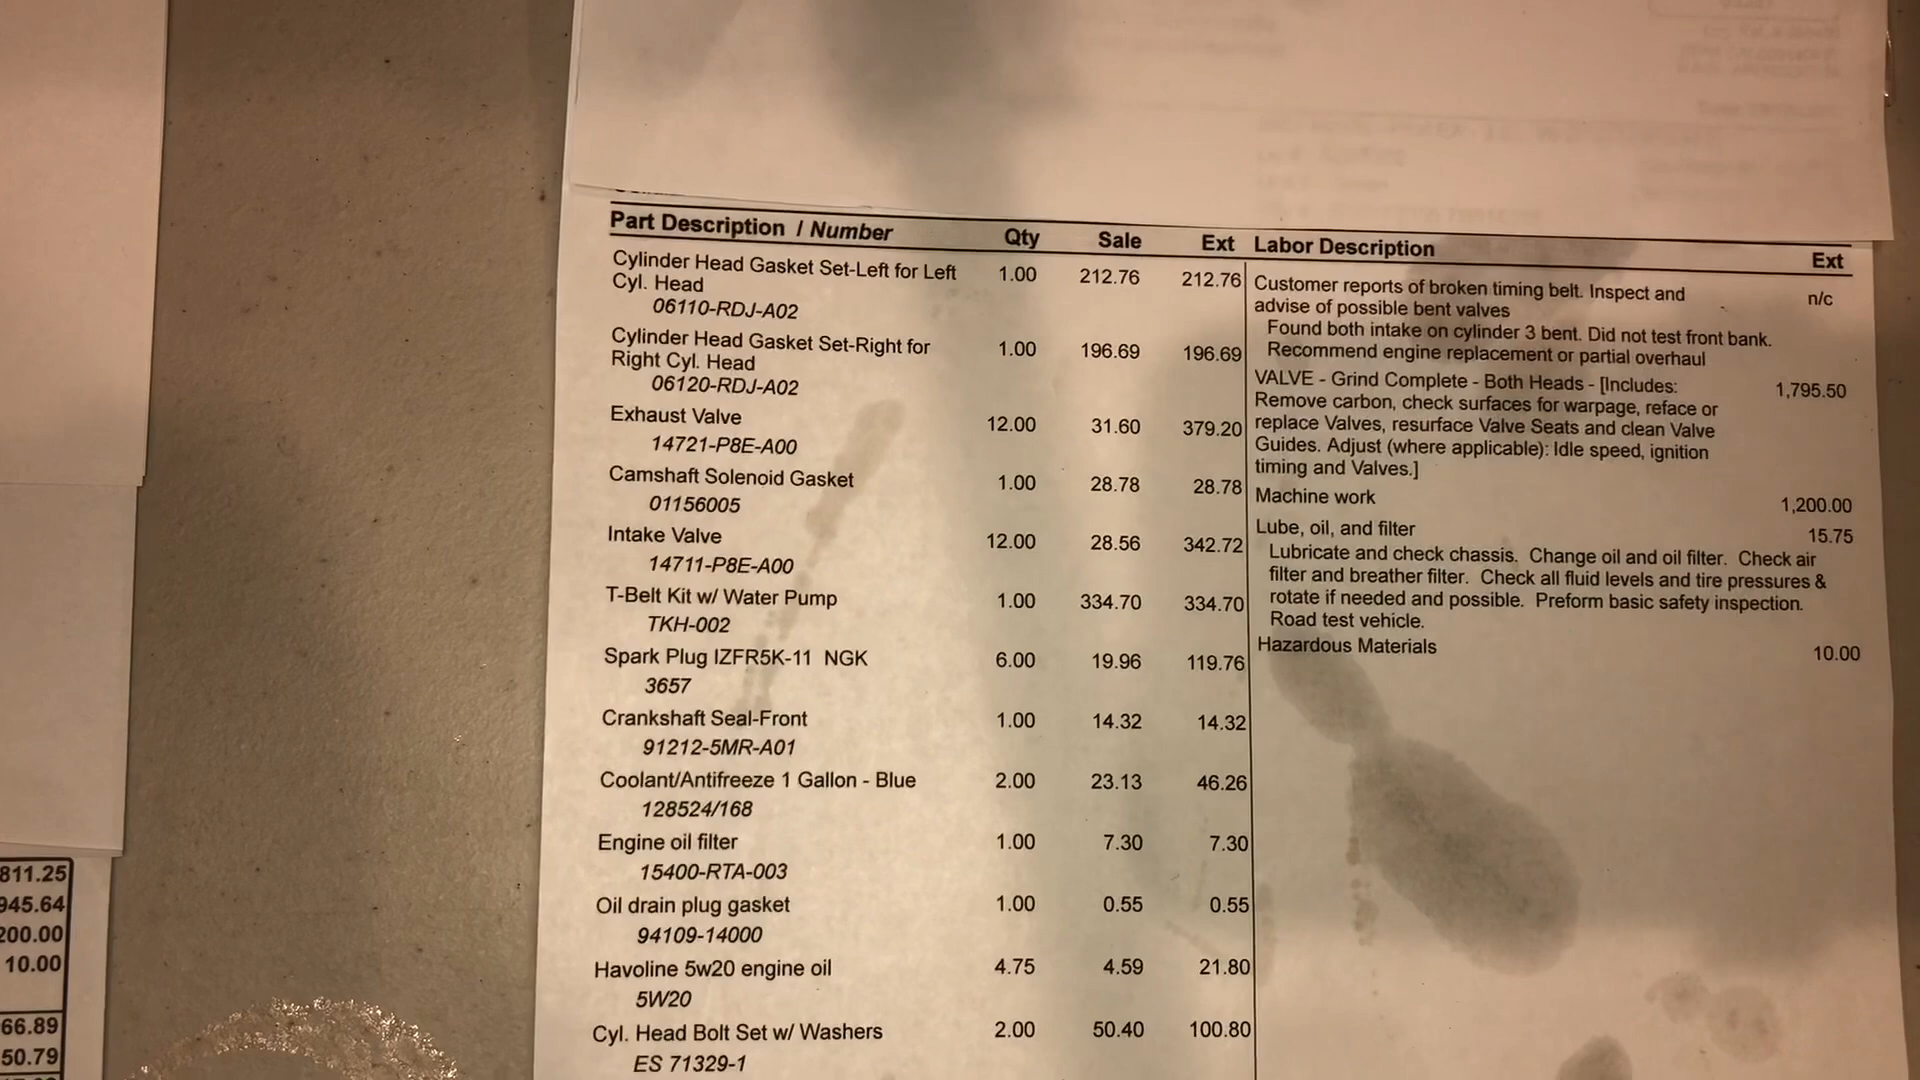 Part Description / Number Qty Sale Ext Labor Description Ext
Cylinder Head Gasket Set-Left for Left 1.00 212.76 212.76
Cyl. Head
06110-RDJ-A02
Cylinder Head Gasket Set-Right for 1.00 196.69 196.69
Right Cyl. Head
06120-RDJ-A02
Exhaust Valve 12.00 31.60 379.20
14721-P8E-A00
Camshaft Solenoid Gasket 1.00 28.78 28.78
01156005
Intake Valve 12.00 28.56 342.72
14711-P8E-A00
T-Belt Kit w/ Water Pump 1.00 334.70 334.70
TKH-002
Spark Plug IZFR5K-11 NGK 6.00 19.96 119.76
3657
Crankshaft Seal-Front 1.00 14.32 14.32
91212-5MR-A01
Coolant/Antifreeze 1 Gallon - Blue 2.00 23.13 46.26
128524/168
Engine oil filter 1.00 7.30 7.30
15400-RTA-003
Oil drain plug gasket 1.00 0.55 0.55
94109-14000
Havoline 5w20 engine oil 4.75 4.59 21.80
5W20
Cyl. Head Bolt Set w/ Washers 2.00 50.40 100.80
ES 71329-1
Customer reports of broken timing belt. Inspect and n/c
advise of possible bent valves
Found both intake on cylinder 3 bent. Did not test front bank.
Recommend engine replacement or partial overhaul
VALVE - Grind Complete - Both Heads - [Includes: 1,795.50
Remove carbon, check surfaces for warpage, reface or
replace Valves, resurface Valve Seats and clean Valve
Guides. Adjust (where applicable): Idle speed, ignition
timing and Valves.]
Machine work 1,200.00
Lube, oil, and filter 15.75
Lubricate and check chassis. Change oil and oil filter. Check air
filter and breather filter. Check all fluid levels and tire pressures &
rotate if needed and possible. Preform basic safety inspection.
Road test vehicle.
Hazardous Materials 10.00
811.25
945.64
200.00
10.00
66.89
50.79